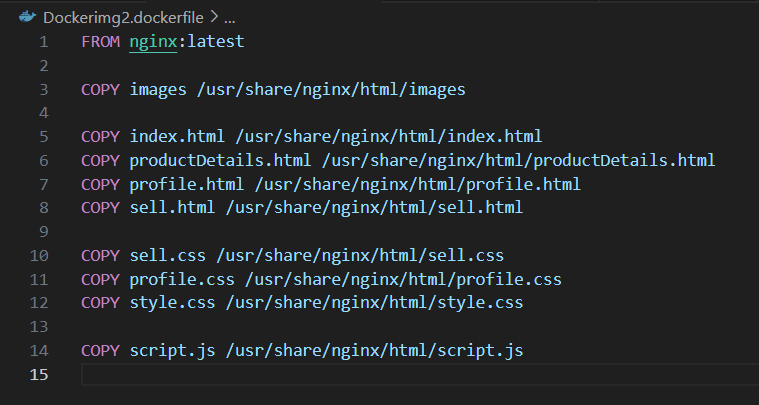 Dockerimg2.dockerfile > ...
1 FROM nginx:latest
2
3 COPY images /usr/share/nginx/html/images
4
5 COPY index.html /usr/share/nginx/html/index.html
6 COPY productDetails.html /usr/share/nginx/html/productDetails.html
7 COPY profile.html /usr/share/nginx/html/profile.html
8 COPY sell.html /usr/share/nginx/html/sell.html
9
10 COPY sell.css /usr/share/nginx/html/sell.css
11 COPY profile.css /usr/share/nginx/html/profile.css
12 COPY style.css /usr/share/nginx/html/style.css
13
14 COPY script.js /usr/share/nginx/html/script.js
15